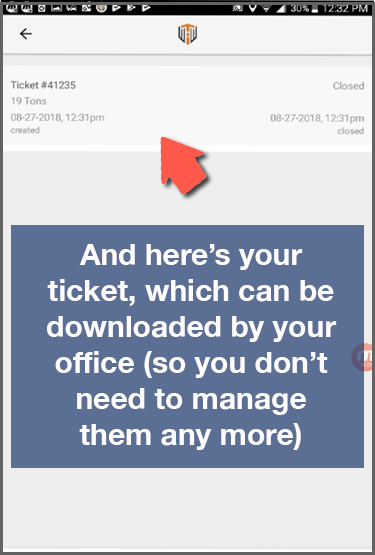 30% 12:32 PM
Ticket #41235 Closed
19 Tons
08-27-2018, 12:31pm 08-27-2018, 12:31pm
created closed
And here’s your
ticket, which can be
downloaded by your
office (so you don’t
need to manage
them any more)